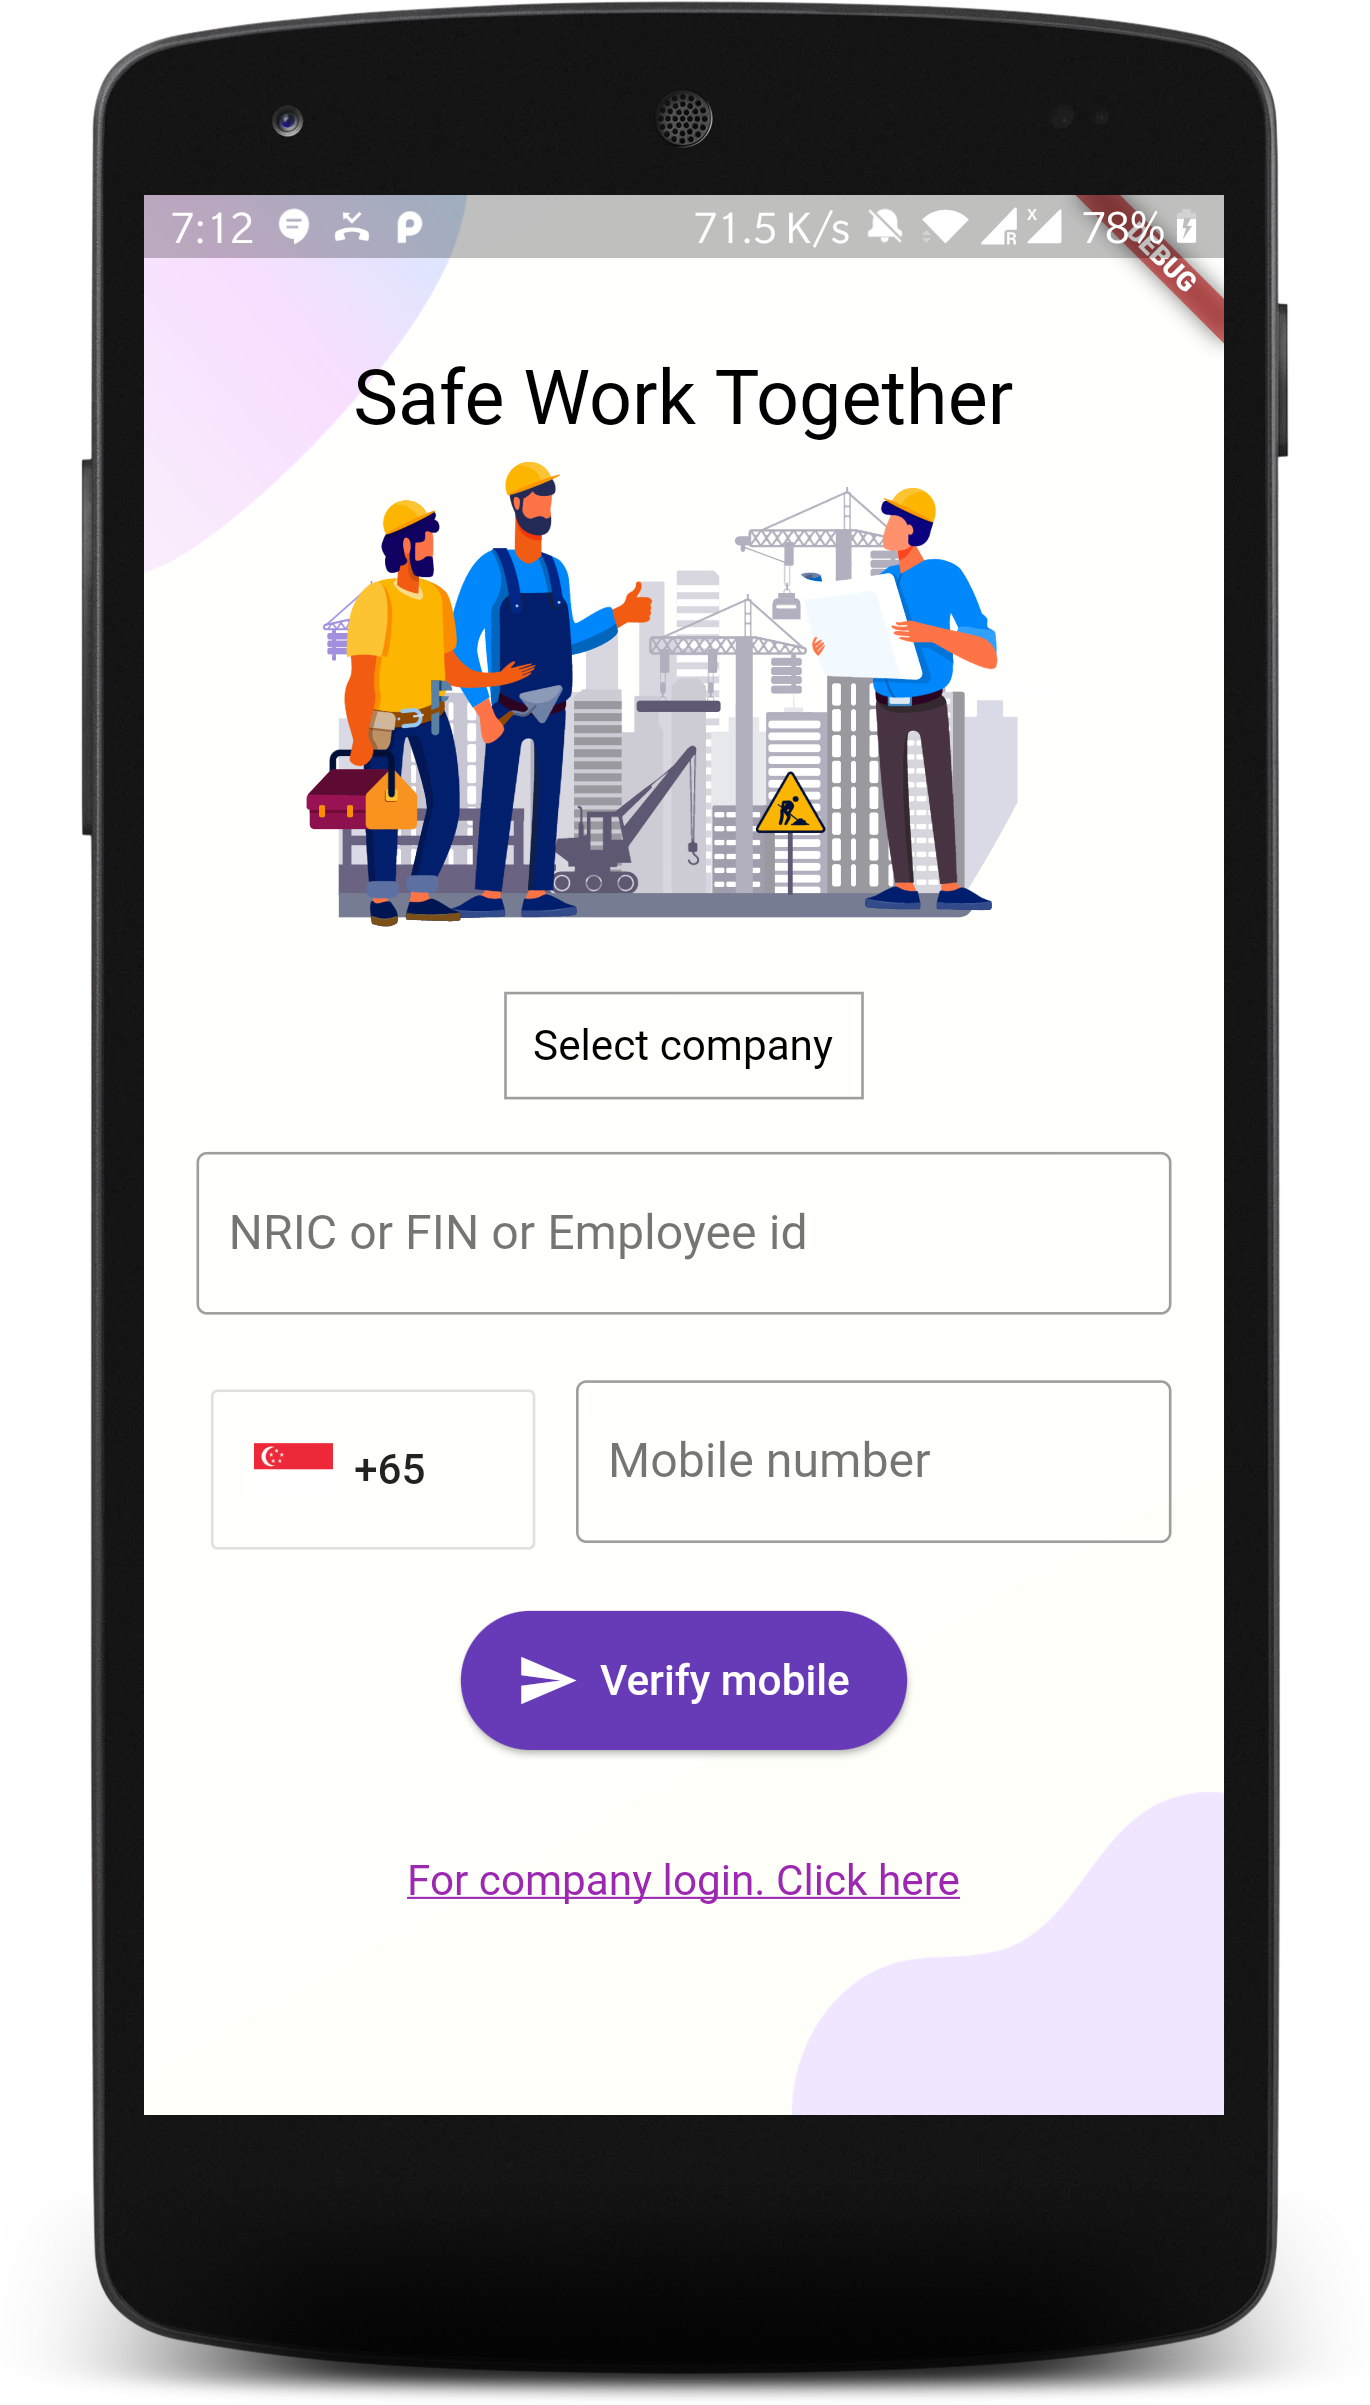 7:12 71.5 K/s R X 78%
DEBUG
Safe Work Together
Select company
NRIC or FIN or Employee id
+65
Mobile number
Verify mobile
For company login. Click here